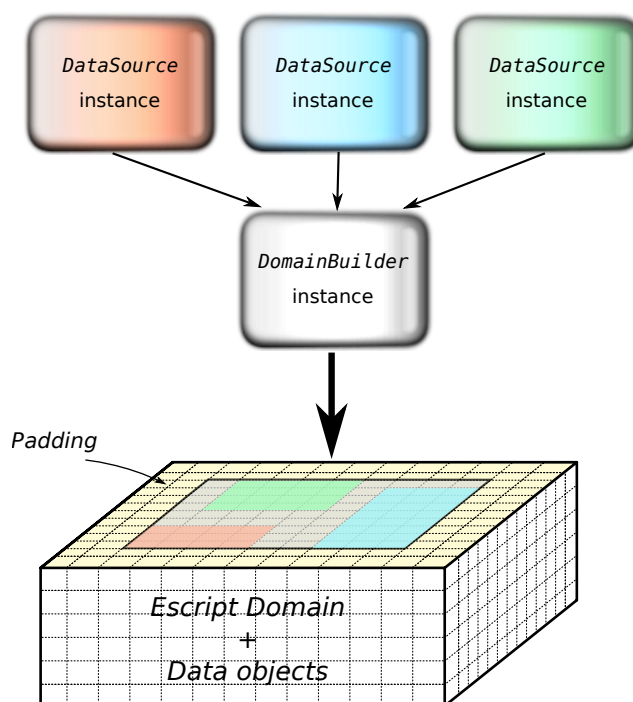 DataSource
instance
DataSource
instance
DataSource
instance
DomainBuilder
instance
Padding
Escript Domain
+
Data objects